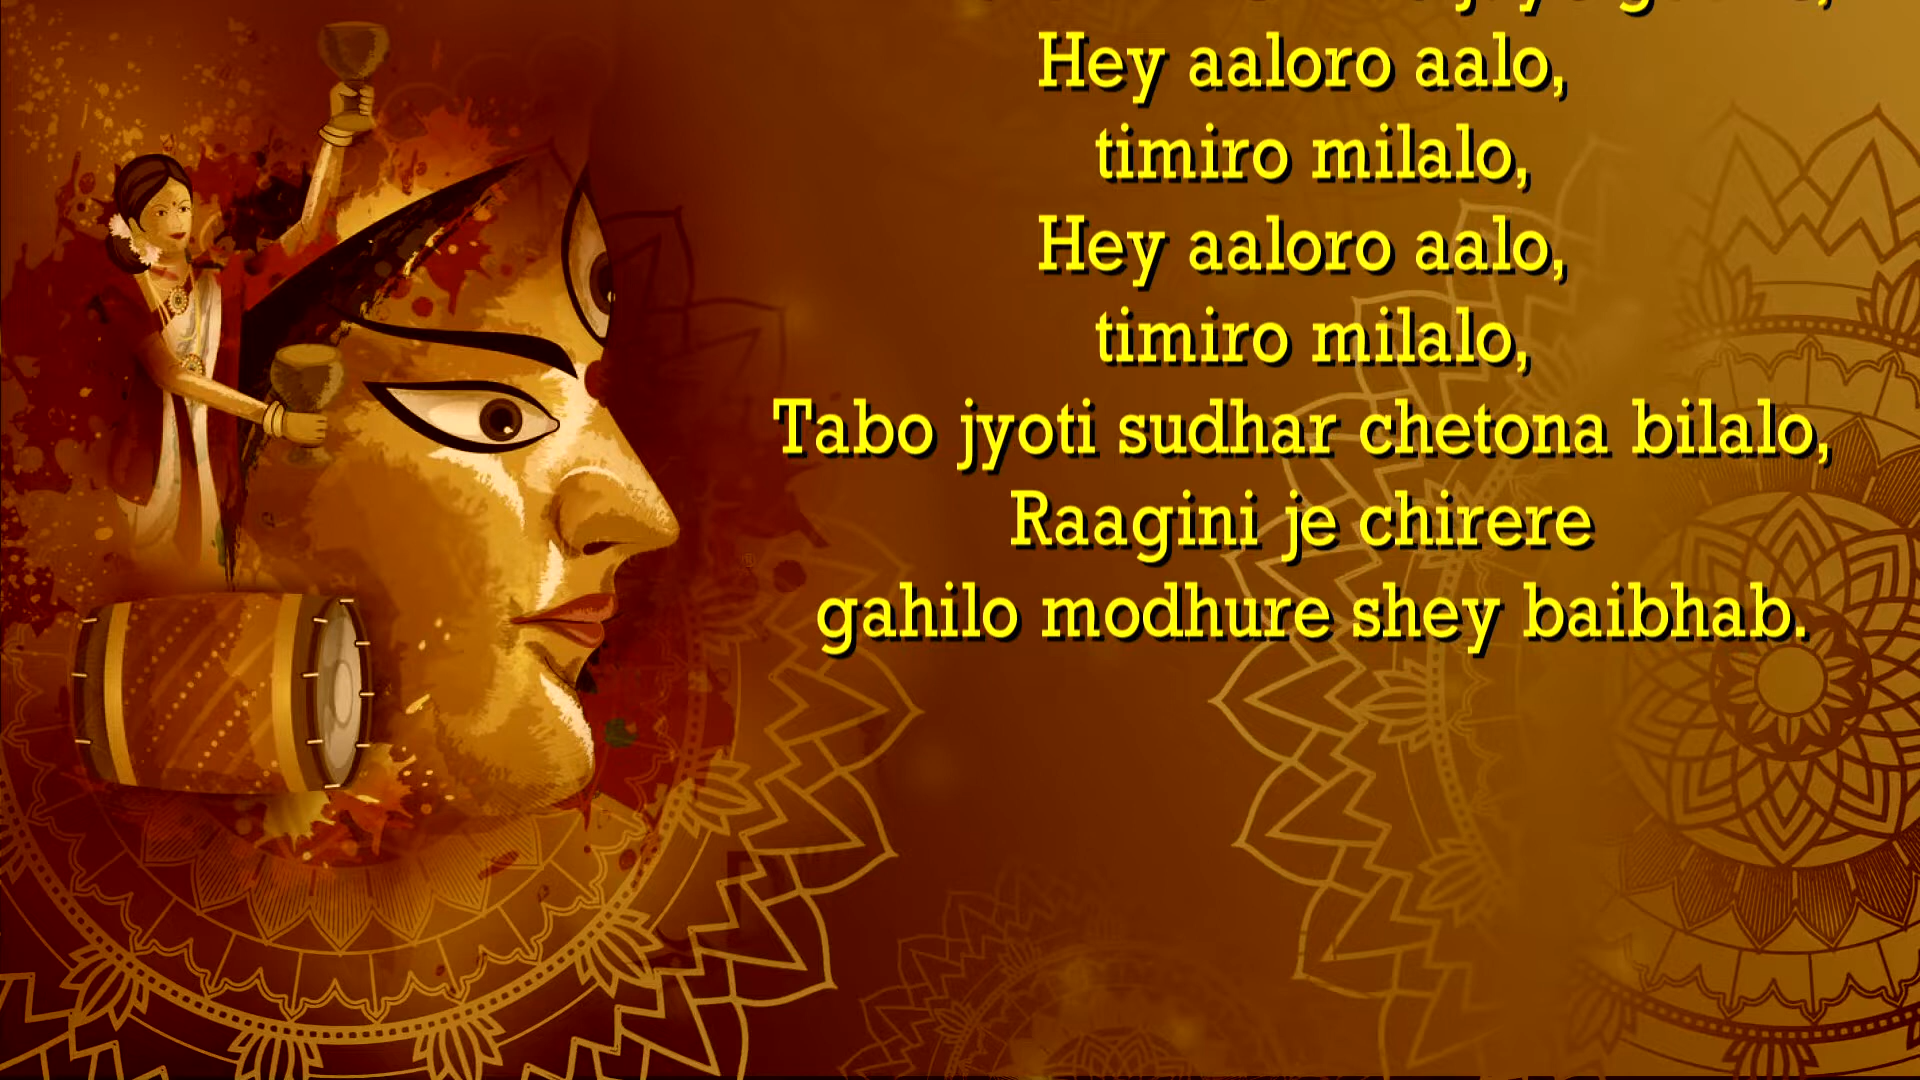 Hey aaloro aalo,
timiro milalo,
Hey aaloro aalo,
timiro milalo,
Tabo jyoti sudhar chetona bilalo,
Raagini je chirere
gahilo modhure shey baibhab.